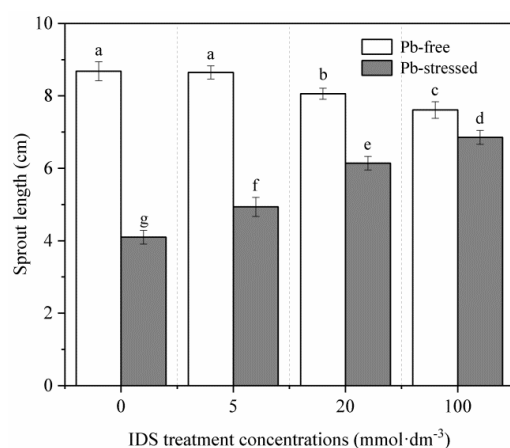 10
8
6
4
2
0
Sprout length (cm)
Pb-free
Pb-stressed
a
a
b
c
g
f
e
d
0
5
20
100
IDS treatment concentrations (mmol·dm⁻³)